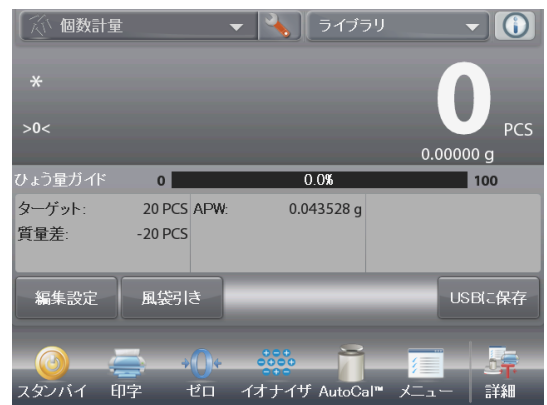 個数計量 ライブラリ
*
0
>0< PCS
0.00000 g
ひょう量ガイド 0 0.0% 100
ターゲット: 20 PCS APW: 0.043528 g
質量差: -20 PCS
編集設定 風袋引き USBに保存
スタンバイ 印字 ゼロ イオナイザ AutoCal™ メニュー 詳細